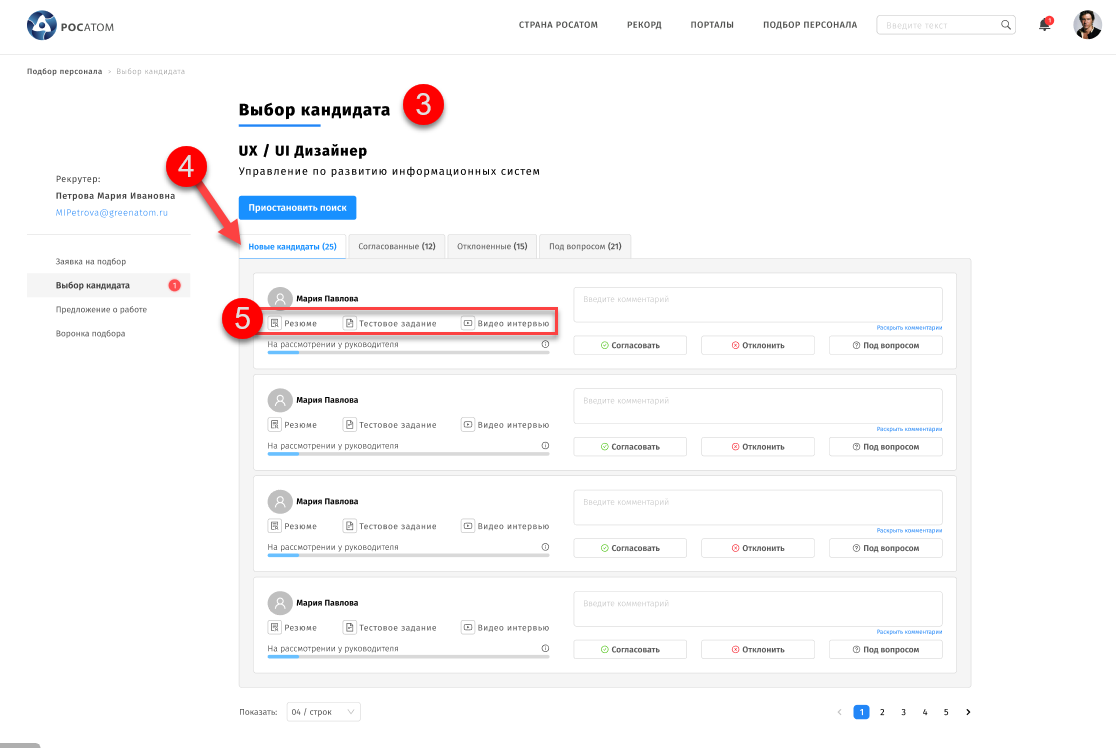 РОСАТОМ
СТРАНА РОСАТОМ РЕКОРД ПОРТАЛЫ ПОДБОР ПЕРСОНАЛА Введите текст 1
Подбор персонала › Выбор кандидата
Выбор кандидата 3
UX / UI Дизайнер
Управление по развитию информационных систем
4
Рекрутер:
Петрова Мария Ивановна
MIPetrova@greenatom.ru
Приостановить поиск
Заявка на подбор
Выбор кандидата 1
Предложение о работе
Воронка подбора
Новые кандидаты (25) Согласованные (12) Отклоненные (15) Под вопросом (21)
Мария Павлова Введите комментарий
5
Резюме Тестовое задание Видео интервью
Раскрыть комментарии
На рассмотрении у руководителя Согласовать Отклонить Под вопросом
Мария Павлова Введите комментарий
Резюме Тестовое задание Видео интервью
Раскрыть комментарии
На рассмотрении у руководителя Согласовать Отклонить Под вопросом
Мария Павлова Введите комментарий
Резюме Тестовое задание Видео интервью
Раскрыть комментарии
На рассмотрении у руководителя Согласовать Отклонить Под вопросом
Мария Павлова Введите комментарий
Резюме Тестовое задание Видео интервью
Раскрыть комментарии
На рассмотрении у руководителя Согласовать Отклонить Под вопросом
Показать: 04 / строк ‹ 1 2 3 4 5 ›